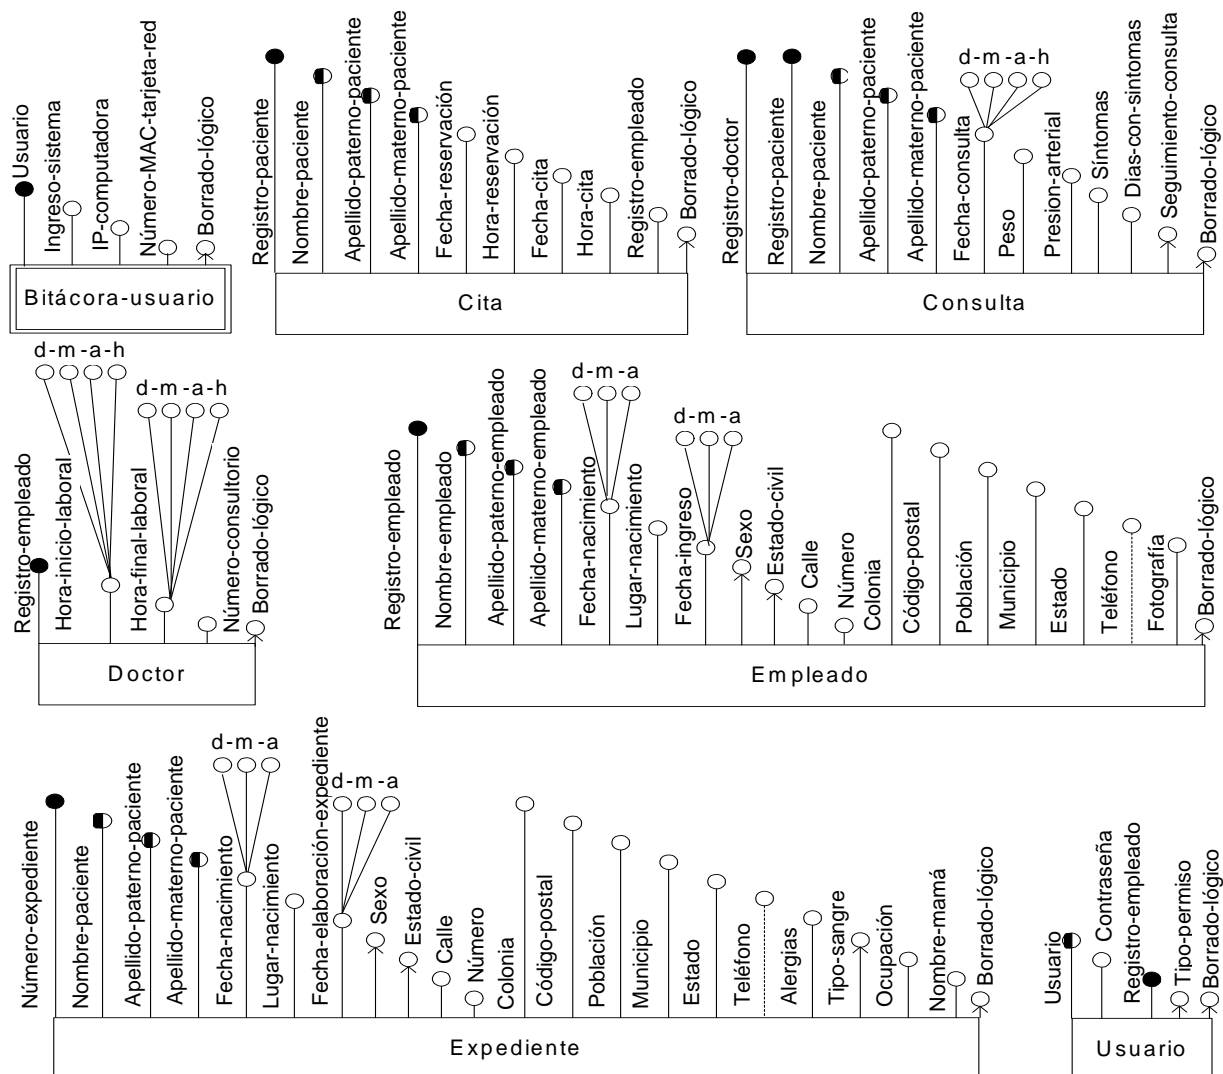 Usuario
Ingreso-sistema
IP-computadora
Número-MAC-tarjeta-red
Borrado-lógico
Bitácora-usuario
Registro-paciente
Nombre-paciente
Apellido-paterno-paciente
Apellido-materno-paciente
Fecha-reservación
Hora-reservación
Fecha-cita
Hora-cita
Registro-empleado
Borrado-lógico
Cita
Registro-doctor
Registro-paciente
Nombre-paciente
Apellido-paterno-paciente
Apellido-materno-paciente
d-m-a-h
Fecha-consulta
Peso
Presion-arterial
Síntomas
Dias-con-sintomas
Seguimiento-consulta
Borrado-lógico
Consulta
d-m-a-h
d-m-a-h
Registro-empleado
Hora-inicio-laboral
Hora-final-laboral
Número-consultorio
Borrado-lógico
Doctor
Registro-empleado
Nombre-empleado
Apellido-paterno-empleado
Apellido-materno-empleado
d-m-a
Fecha-nacimiento
Lugar-nacimiento
d-m-a
Fecha-ingreso
Sexo
Estado-civil
Calle
Número
Colonia
Código-postal
Población
Municipio
Estado
Teléfono
Fotografía
Borrado-lógico
Empleado
Número-expediente
Nombre-paciente
Apellido-paterno-paciente
Apellido-materno-paciente
d-m-a
Fecha-nacimiento
Lugar-nacimiento
d-m-a
Fecha-elaboración-expediente
Sexo
Estado-civil
Calle
Número
Colonia
Código-postal
Población
Municipio
Estado
Teléfono
Alergias
Tipo-sangre
Ocupación
Nombre-mamá
Borrado-lógico
Expediente
Usuario
Contraseña
Registro-empleado
Tipo-permiso
Borrado-lógico
Usuario